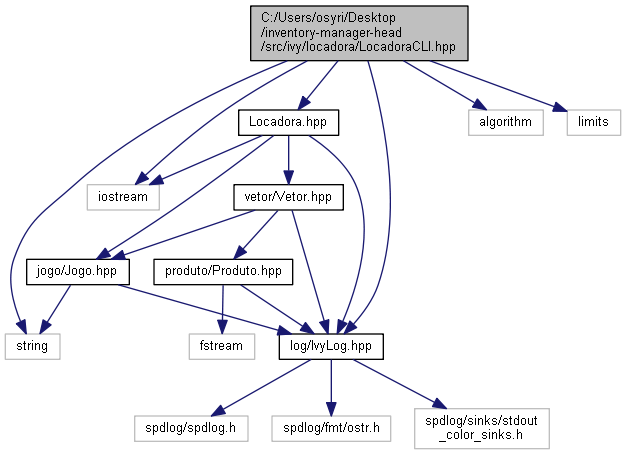 C:/Users/osyri/Desktop
/inventory-manager-head
/src/ivy/locadora/LocadoraCLI.hpp
Locadora.hpp
algorithm
limits
iostream
vetor/Vetor.hpp
jogo/Jogo.hpp
produto/Produto.hpp
string
fstream
log/IvyLog.hpp
spdlog/spdlog.h
spdlog/fmt/ostr.h
spdlog/sinks/stdout
_color_sinks.h